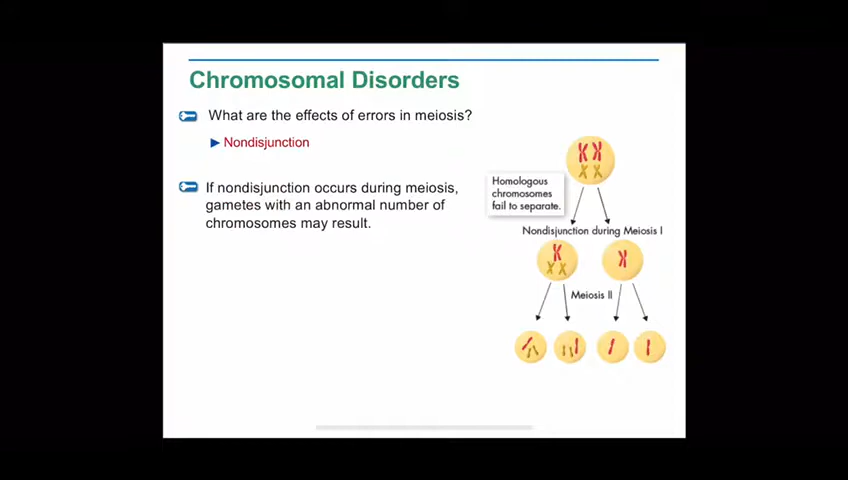 Chromosomal Disorders
What are the effects of errors in meiosis?
Nondisjunction
If nondisjunction occurs during meiosis,
gametes with an abnormal number of
chromosomes may result.
Homologous
chromosomes
fail to separate.
Nondisjunction during Meiosis I
Meiosis II